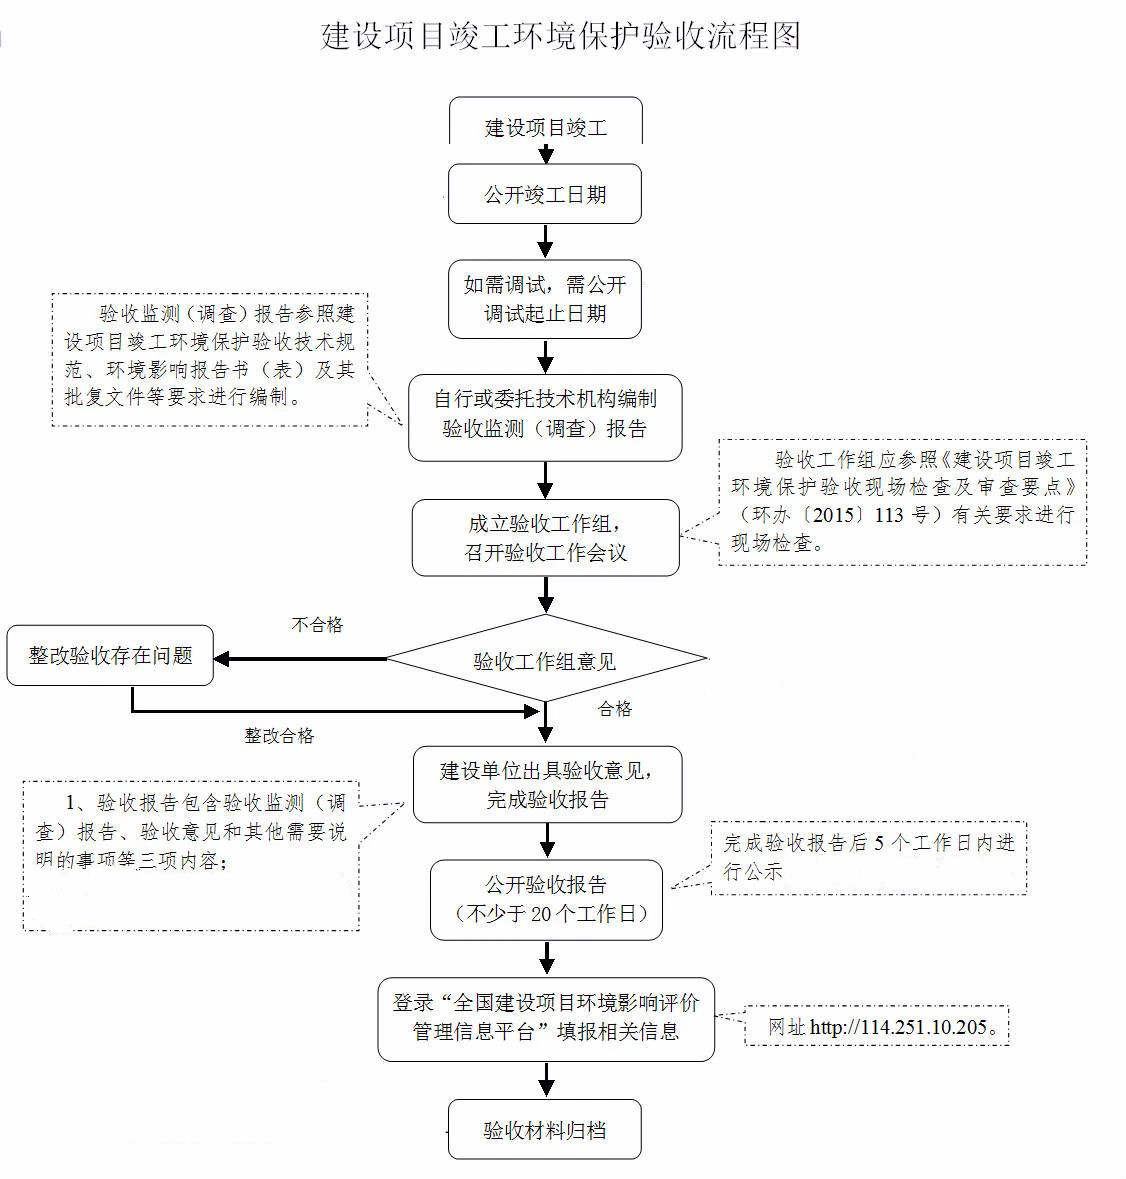 建设项目竣工环境保护验收流程图
建设项目竣工
公开竣工日期
如需调试，需公开
调试起止日期
验收监测（调查）报告参照建
设项目竣工环境保护验收技术规
范、环境影响报告书（表）及其
批复文件等要求进行编制。
自行或委托技术机构编制
验收监测（调查）报告
验收工作组应参照《建设项目竣工
环境保护验收现场检查及审查要点》
（环办〔2015〕113 号）有关要求进行
现场检查。
成立验收工作组，
召开验收工作会议
不合格
整改验收存在问题
验收工作组意见
合格
整改合格
建设单位出具验收意见，
完成验收报告
1、验收报告包含验收监测（调
查）报告、验收意见和其他需要说
明的事项等三项内容；
完成验收报告后 5 个工作日内进
行公示
公开验收报告
（不少于 20 个工作日）
登录“全国建设项目环境影响评价
管理信息平台”填报相关信息
网址 http://114.251.10.205。
验收材料归档